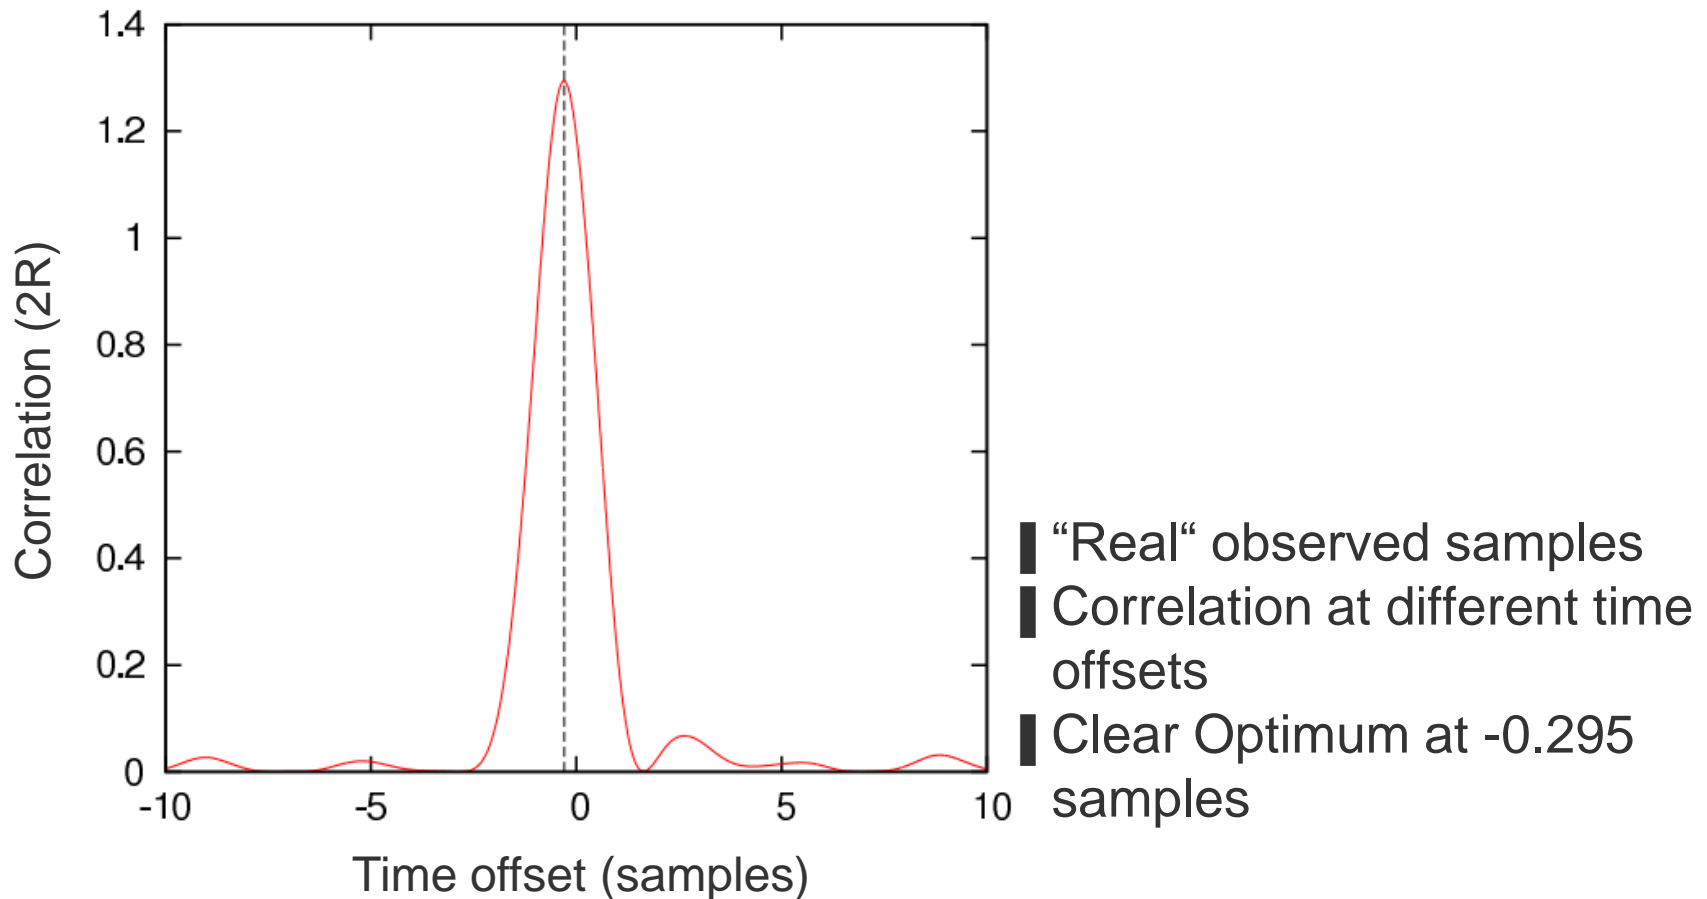 1.4
1.2
1
0.8
0.6
0.4
0.2
0
-10
-5
0
5
10
Correlation (2R)
Time offset (samples)
“Real“ observed samples
Correlation at different time
offsets
Clear Optimum at -0.295
samples